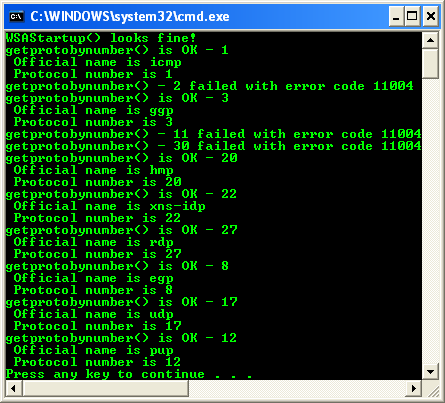 C:\WINDOWS\system32\cmd.exe
WSAStartup() looks fine!
getprotobynumber() is OK - 1
Official name is icmp
Protocol number is 1
getprotobynumber() - 2 failed with error code 11004
getprotobynumber() is OK - 3
Official name is ggp
Protocol number is 3
getprotobynumber() - 11 failed with error code 11004
getprotobynumber() - 30 failed with error code 11004
getprotobynumber() is OK - 20
Official name is hmp
Protocol number is 20
getprotobynumber() is OK - 22
Official name is xns-idp
Protocol number is 22
getprotobynumber() is OK - 27
Official name is rdp
Protocol number is 27
getprotobynumber() is OK - 8
Official name is egp
Protocol number is 8
getprotobynumber() is OK - 17
Official name is udp
Protocol number is 17
getprotobynumber() is OK - 12
Official name is pup
Protocol number is 12
Press any key to continue . . .